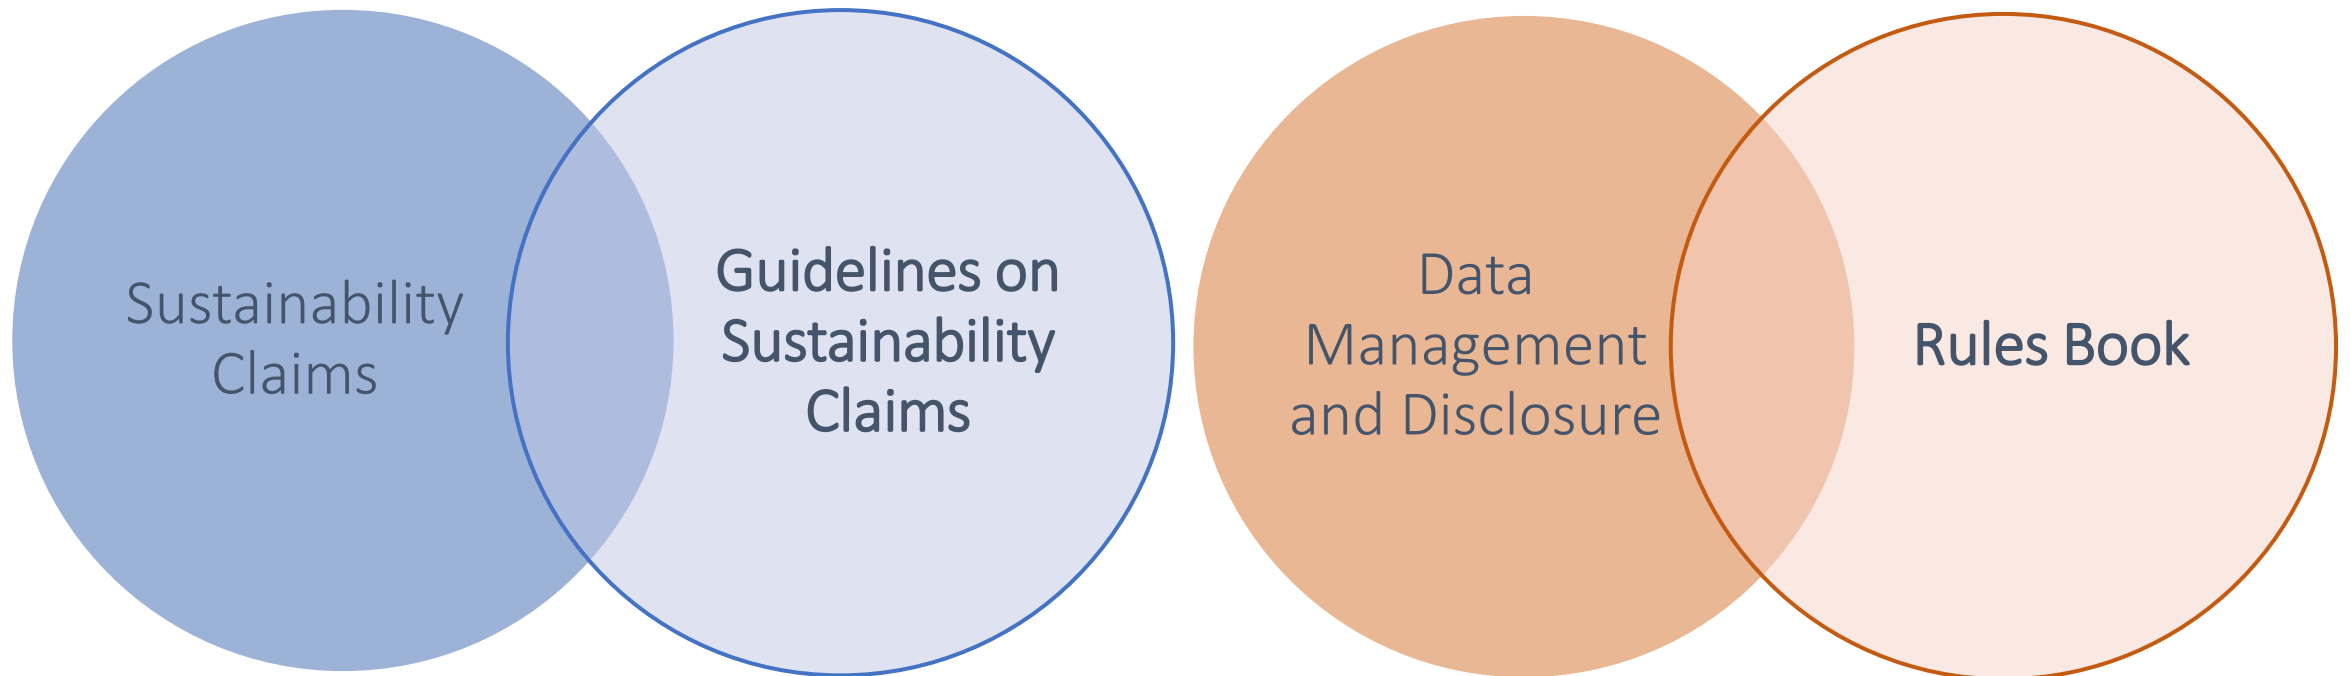 Sustainability
Claims
Guidelines on
Sustainability
Claims
Data
Management
and Disclosure
Rules Book